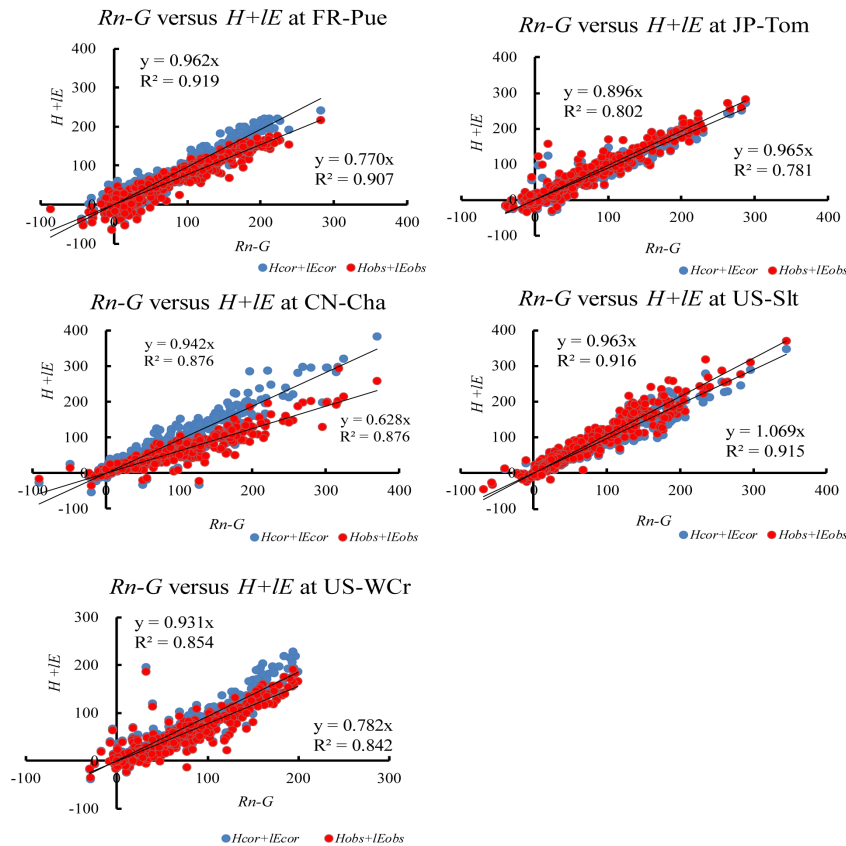 Rn-G versus H+lE at FR-Pue
400
300
200
100
0
-100
-100
0
100
200
300
400
H+lE
Rn-G
y = 0.962x
R² = 0.919
y = 0.770x
R² = 0.907
Hcor+lEcor Hobs+lEobs
Rn-G versus H+lE at JP-Tom
400
300
200
100
0
-100
-100
0
100
200
300
400
H+lE
Rn-G
y = 0.896x
R² = 0.802
y = 0.965x
R² = 0.781
Hcor+lEcor Hobs+lEobs
Rn-G versus H+lE at CN-Cha
400
300
200
100
0
-100
-100
0
100
200
300
400
H+lE
Rn-G
y = 0.942x
R² = 0.876
y = 0.628x
R² = 0.876
Hcor+lEcor Hobs+lEobs
Rn-G versus H+lE at US-Slt
400
300
200
100
0
-100
-100
0
100
200
300
400
H+lE
Rn-G
y = 0.963x
R² = 0.916
y = 1.069x
R² = 0.915
Hcor+lEcor Hobs+lEobs
Rn-G versus H+lE at US-WCr
300
200
100
0
-100
-100
0
100
200
300
H+lE
Rn-G
y = 0.931x
R² = 0.854
y = 0.782x
R² = 0.842
Hcor+lEcor Hobs+lEobs